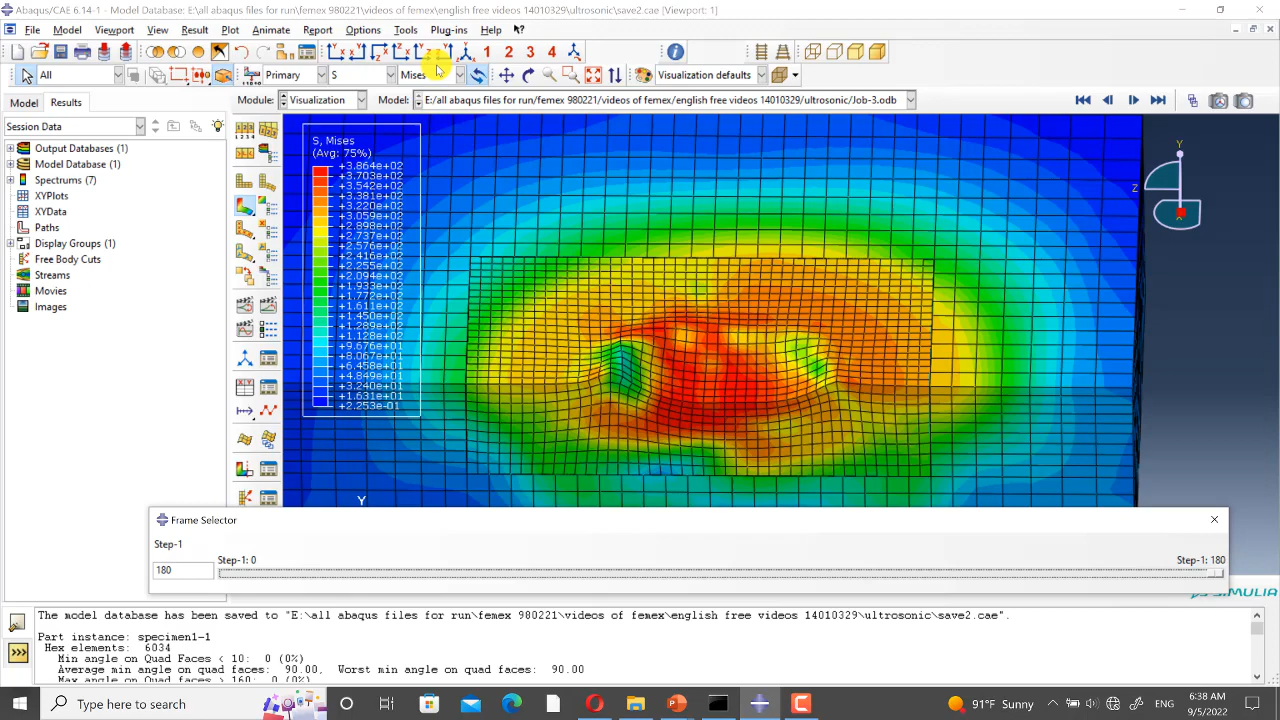 Abaqus/CAE 6.14-1 - Model Database: E:\all abaqus files for run\femex 980221\videos of femex\english free videos 14010329\ultrosonic\save2.cae [Viewport: 1]
File Model Viewport View Result Plot Options Animate Report Tools Plug-ins Help
1 2 3 4
All Primary S Mises Visualization defaults
Model Results Module: Visualization Model: E:/all abaqus files for run/femex 980221/videos of femex/english free videos 14010329/ultrosonic/Job-3.odb
Session Data
Output Databases (1)
Model Database (1)
Spectrums (7)
XYPlots
XYData
Paths
Display Groups (1)
Free Body Cuts
Streams
Movies
Images
S, Mises
(Avg: 75%)
+3.864e+02
+3.703e+02
+3.542e+02
+3.381e+02
+3.220e+02
+3.059e+02
+2.898e+02
+2.737e+02
+2.576e+02
+2.416e+02
+2.255e+02
+2.094e+02
+1.933e+02
+1.772e+02
+1.611e+02
+1.450e+02
+1.289e+02
+1.128e+02
+9.676e+01
+8.067e+01
+6.458e+01
+4.849e+01
+3.240e+01
+1.631e+01
+2.253e-01
Y
Z
X
Y
Frame Selector
Step-1
180 Step-1: 0 Step-1: 180
SIMULIA
The model database has been saved to "E:\all abaqus files for run\femex 980221\videos of femex\english free videos 14010329\ultrosonic\save2.cae".
Part instance: specimen1-1
Hex elements: 6034
Min angle on Quad Faces < 10: 0 (0%)
Average min angle on quad faces: 90.00, Worst min angle on quad faces: 90.00
Max angle on Quad Faces > 160: 0 (0%)
Type here to search
91°F Sunny
ENG
6:38 AM
9/5/2022